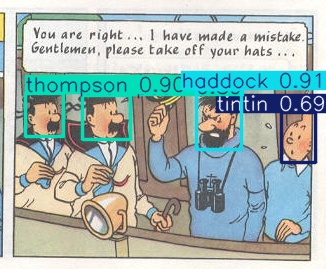 You are right ... I have made a mistake.
Gentlemen, please take off your hats ...
thompson 0.90
haddock 0.91
tintin 0.69